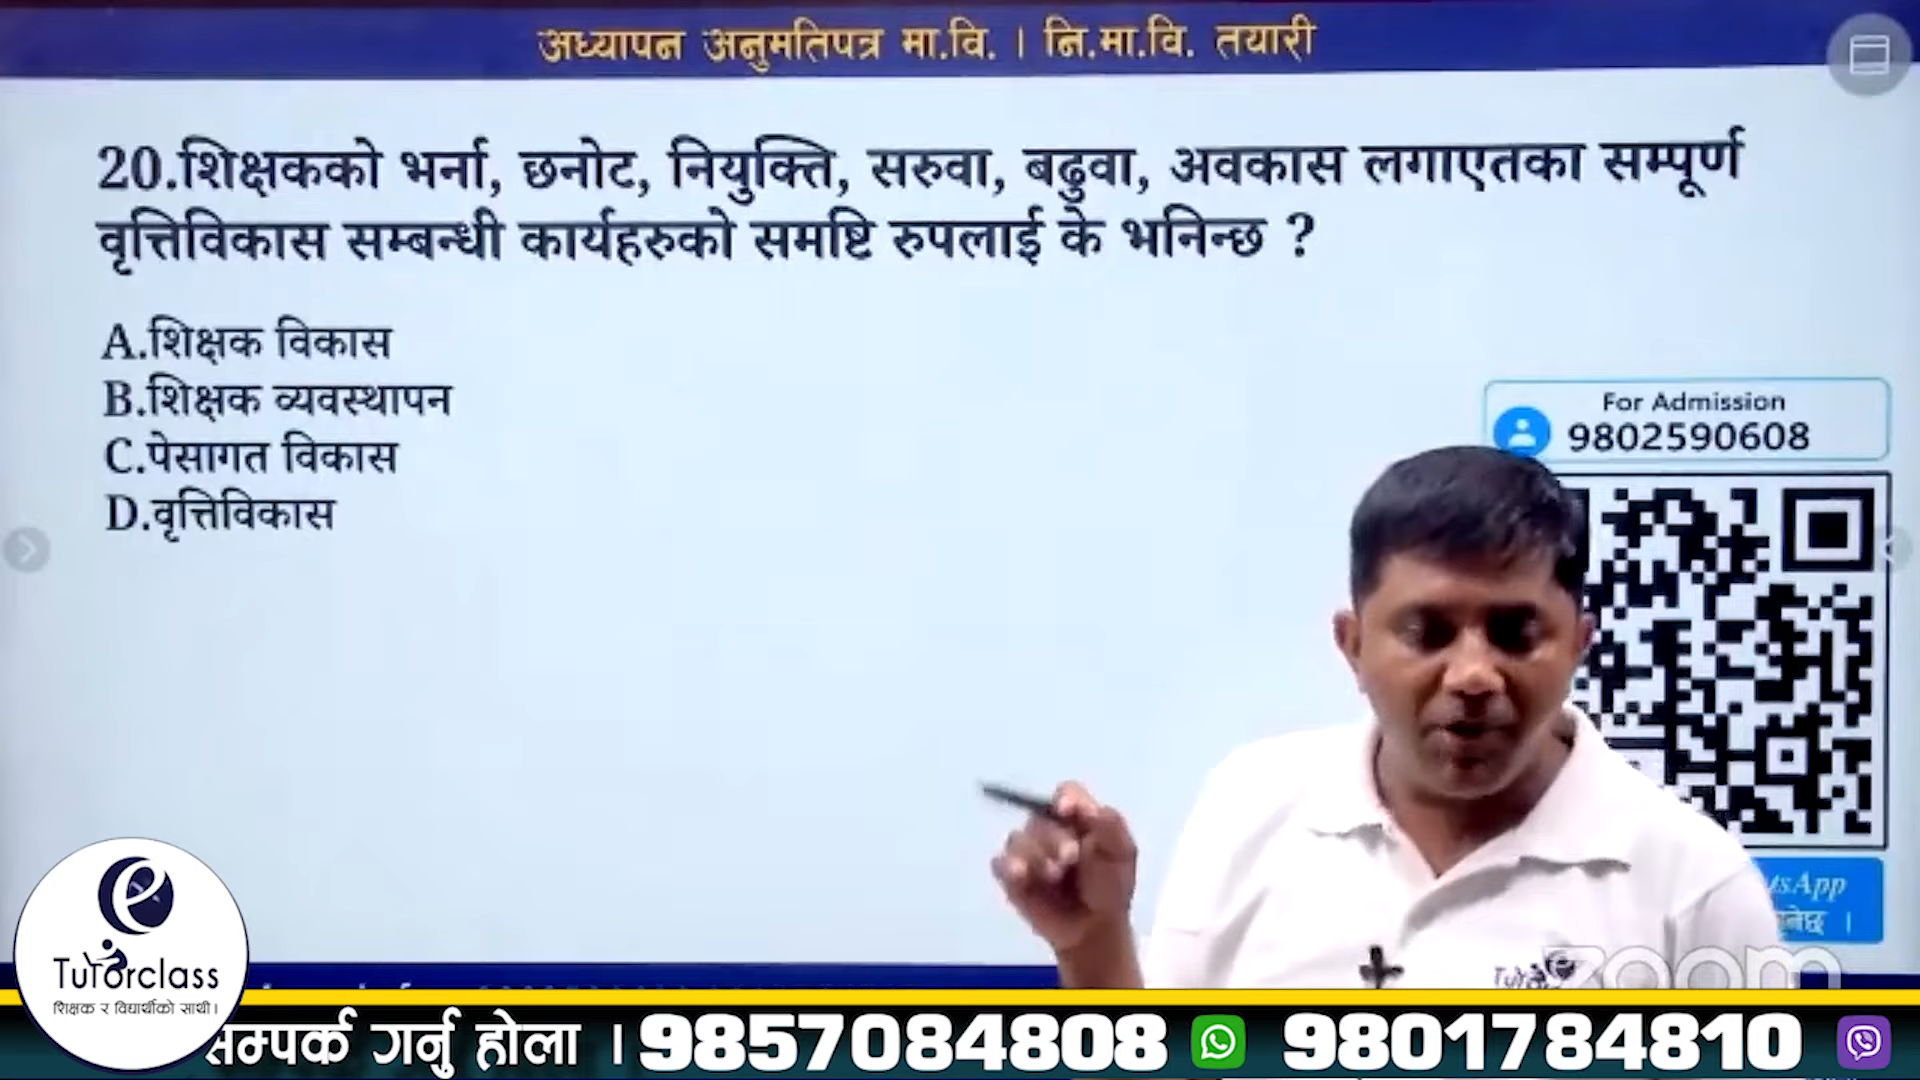 अध्यापन अनुमतिपत्र मा.वि. । नि.मा.वि. तयारी
20.शिक्षकको भर्ना, छनोट, नियुक्ति, सरुवा, बढुवा, अवकास लगाएतका सम्पूर्ण
वृत्तिविकास सम्बन्धी कार्यहरुको समष्टि रुपलाई के भनिन्छ ?
A.शिक्षक विकास
B.शिक्षक व्यवस्थापन
C.पेसागत विकास
D.वृत्तिविकास
For Admission
9802590608
zoom
Tutorclass
शिक्षक र विद्यार्थीको साथी।
सम्पर्क गर्नु होला । 9857084808 9801784810